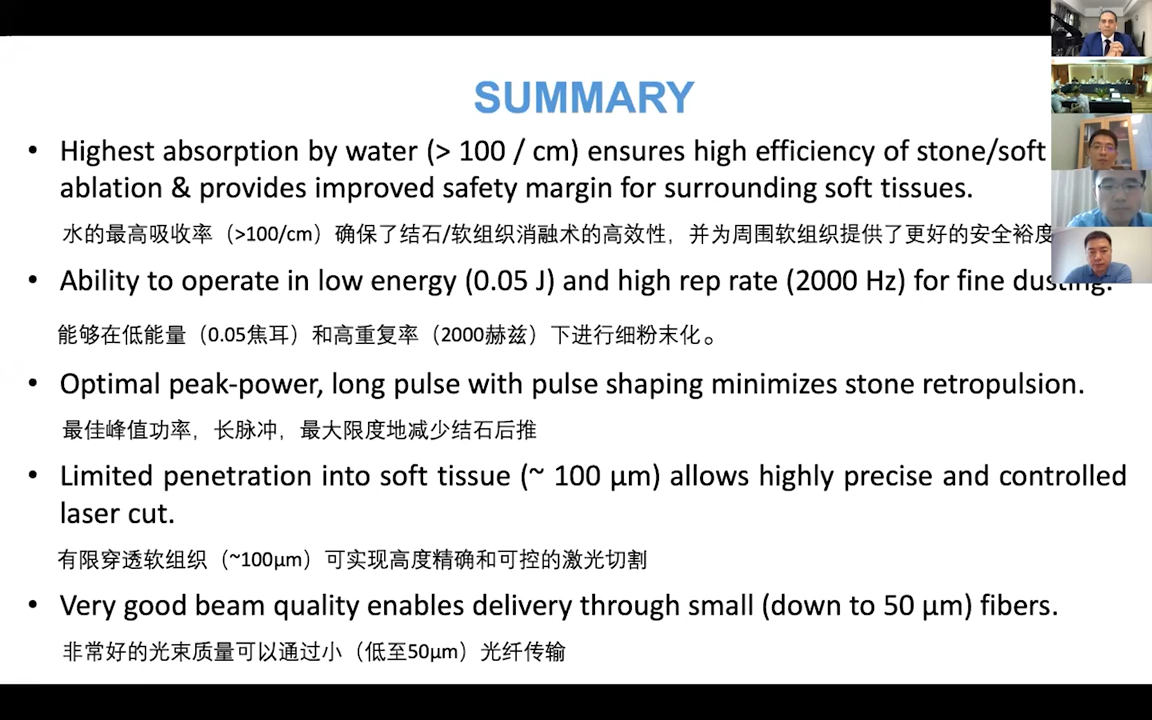 SUMMARY
• Highest absorption by water (> 100 / cm) ensures high efficiency of stone/soft
ablation & provides improved safety margin for surrounding soft tissues.
水的最高吸收率（>100/cm）确保了结石/软组织消融术的高效性，并为周围软组织提供了更好的安全裕度
• Ability to operate in low energy (0.05 J) and high rep rate (2000 Hz) for fine dusting.
能够在低能量（0.05焦耳）和高重复率（2000赫兹）下进行细粉末化。
• Optimal peak-power, long pulse with pulse shaping minimizes stone retropulsion.
最佳峰值功率，长脉冲，最大限度地减少结石后推
• Limited penetration into soft tissue (~ 100 µm) allows highly precise and controlled
laser cut.
有限穿透软组织（~100µm）可实现高度精确和可控的激光切割
• Very good beam quality enables delivery through small (down to 50 µm) fibers.
非常好的光束质量可以通过小（低至50µm）光纤传输